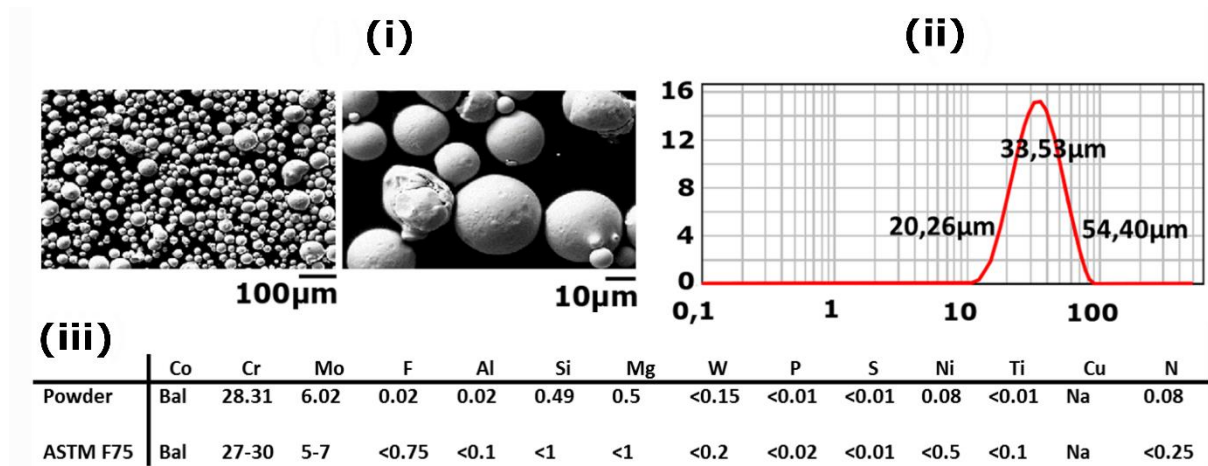 (i)
(ii)
100µm
10µm
16
12
8
4
0
33,53µm
20,26µm
54,40µm
0,1 1 10 100
(iii)
Co Cr Mo F Al Si Mg W P S Ni Ti Cu N
Powder Bal 28.31 6.02 0.02 0.02 0.49 0.5 <0.15 <0.01 <0.01 0.08 <0.01 Na 0.08
ASTM F75 Bal 27-30 5-7 <0.75 <0.1 <1 <1 <0.2 <0.02 <0.01 <0.5 <0.1 Na <0.25